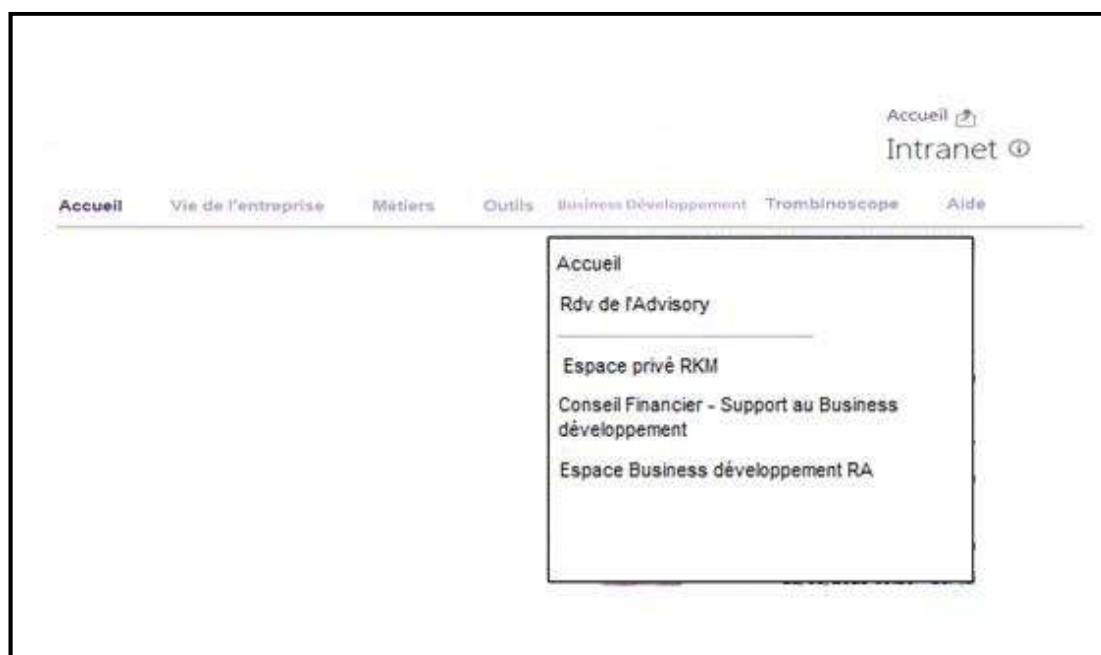 Accueil
Intranet
Accueil Vie de l'entreprise Métiers Outils Business Développement Trombinoscope Aide
Accueil
Rdv de l'Advisory
Espace privé RKM
Conseil Financier - Support au Business
développement
Espace Business développement RA